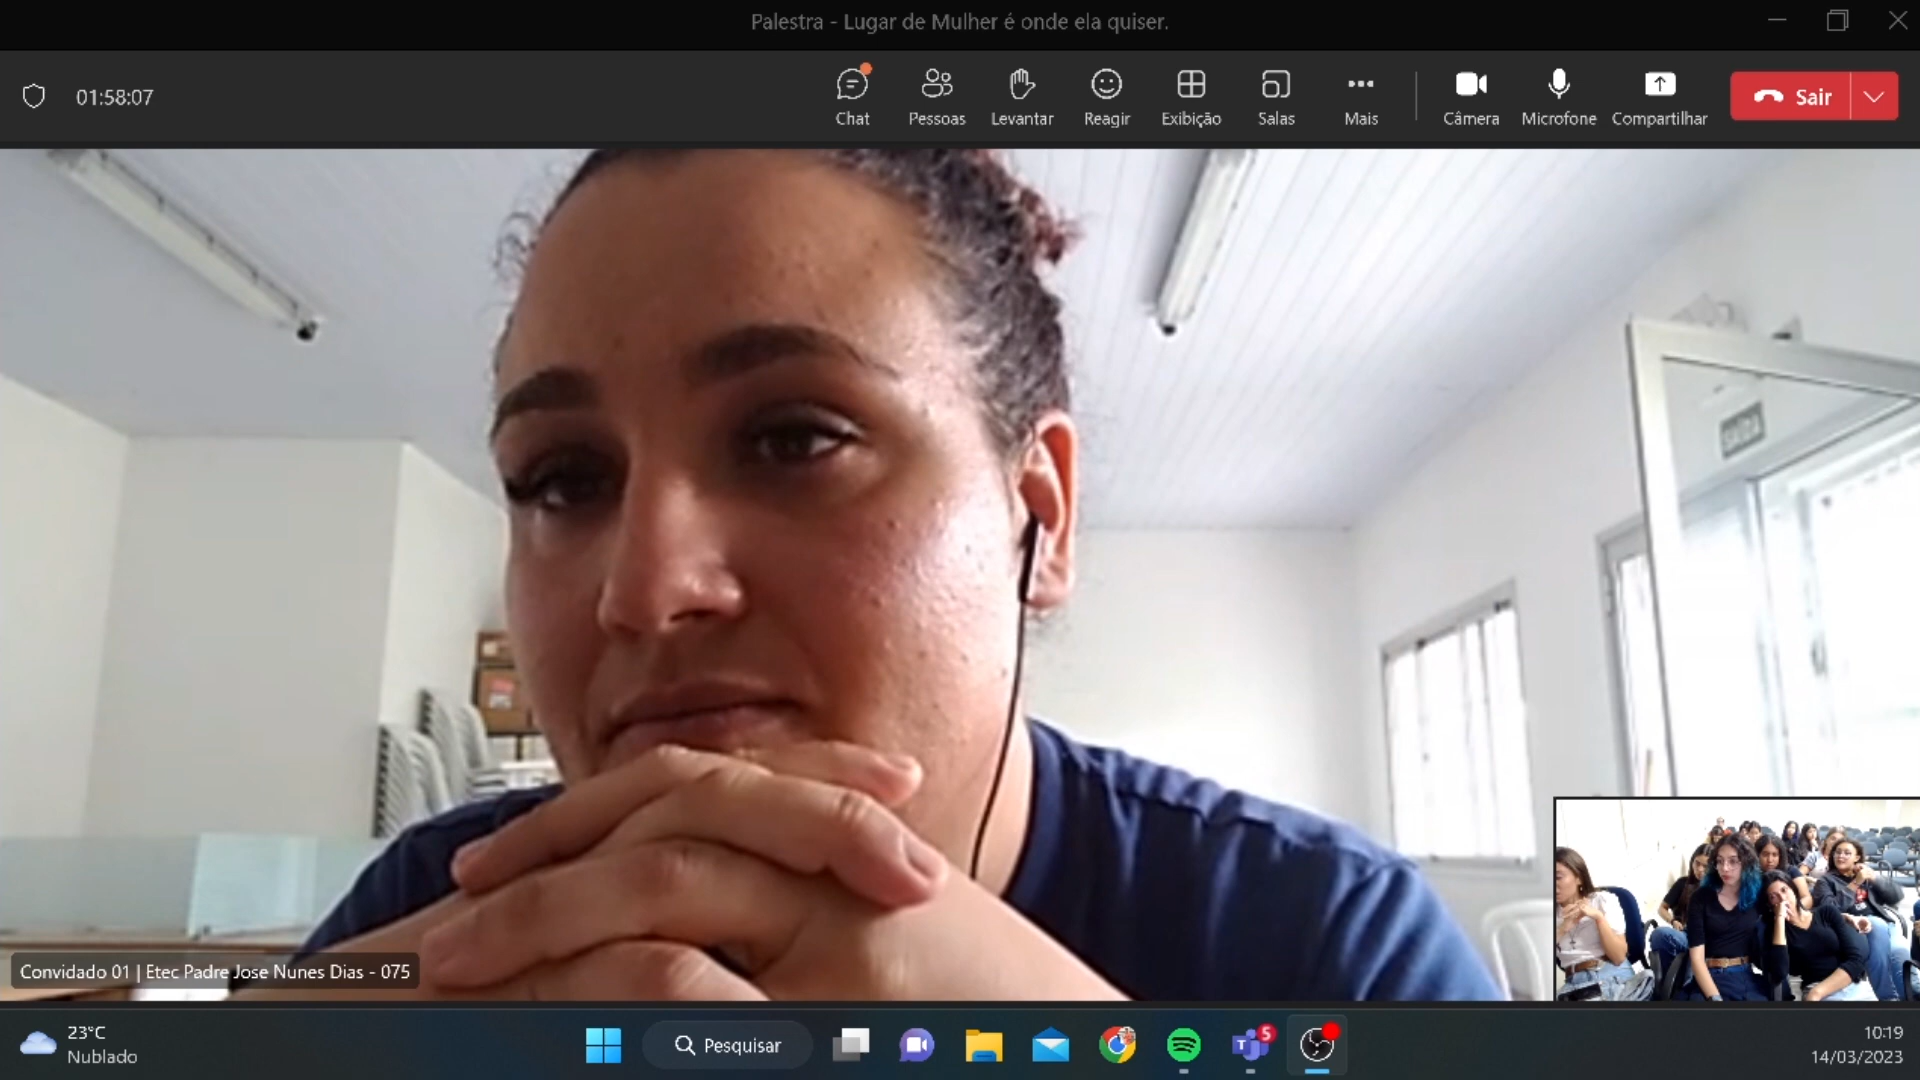 Palestra - Lugar de Mulher é onde ela quiser.
01:58:07
Chat
Pessoas
Levantar
Reagir
Exibição
Salas
Mais
Câmera
Microfone
Compartilhar
Sair
SAÍDA
Convidado 01 | Etec Padre Jose Nunes Dias - 075
23°C
Nublado
Pesquisar
5
10:19
14/03/2023